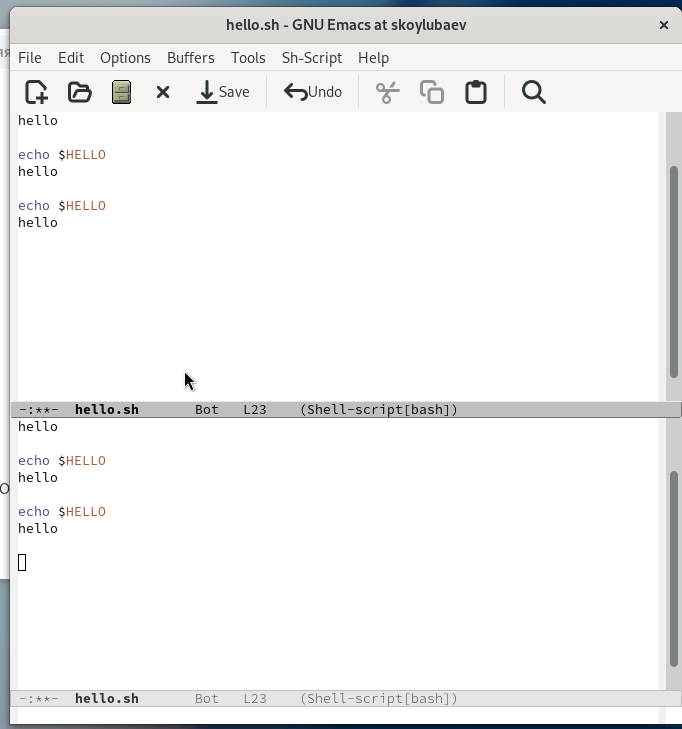 hello.sh - GNU Emacs at skoylubaev
File Edit Options Buffers Tools Sh-Script Help
Save Undo
hello
echo $HELLO
hello
echo $HELLO
hello
-:**- hello.sh Bot L23 (Shell-script[bash])
hello
echo $HELLO
hello
echo $HELLO
hello
-:**- hello.sh Bot L23 (Shell-script[bash])